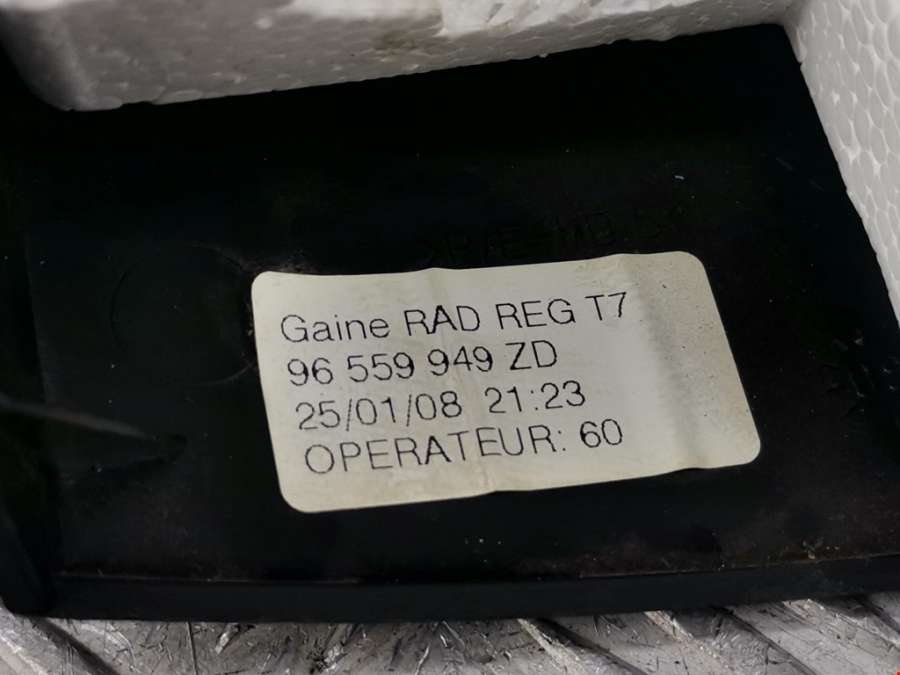 Gaine RAD REG T7
96 559 949 ZD
25/01/08 21:23
OPERATEUR: 60